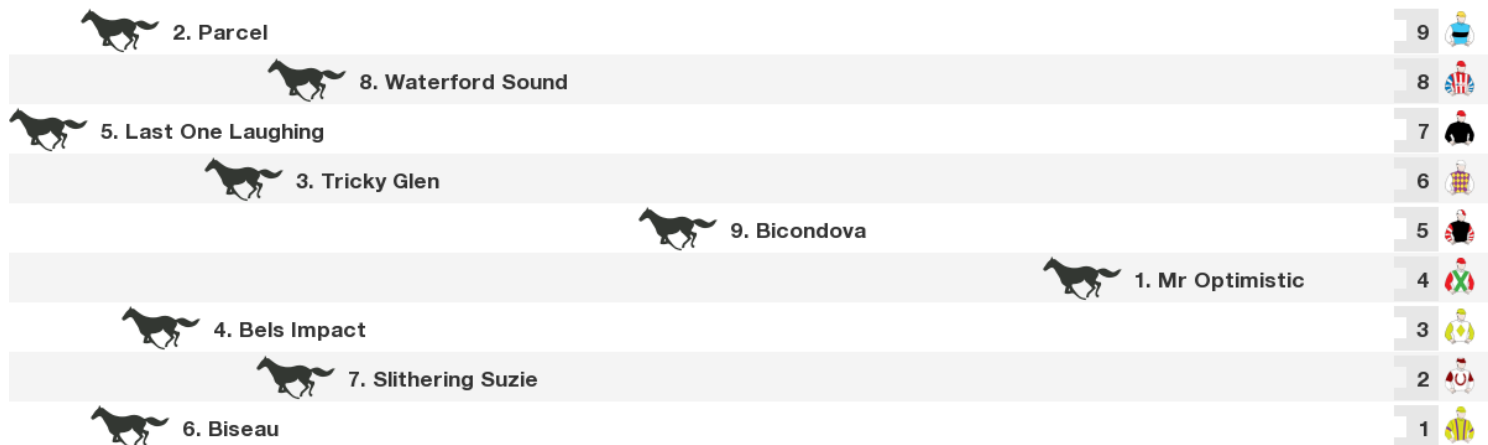 2. Parcel 9
8. Waterford Sound 8
5. Last One Laughing 7
3. Tricky Glen 6
9. Bicondova 5
1. Mr Optimistic 4
4. Bels Impact 3
7. Slithering Suzie 2
6. Biseau 1